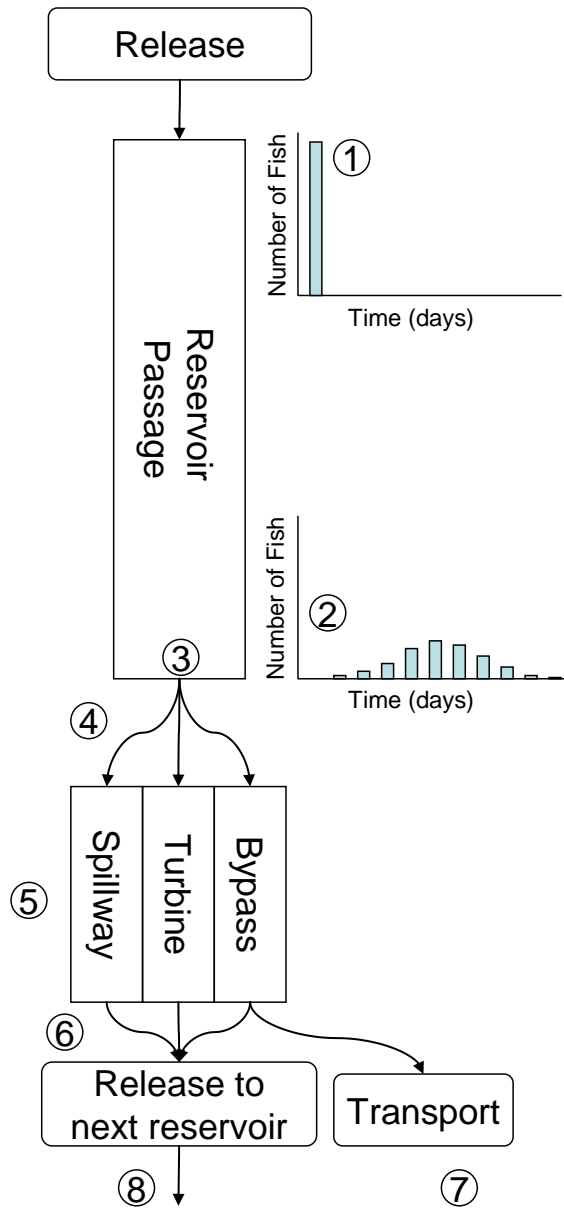 Release
Number of Fish
①
Time (days)
Reservoir
Passage
Number of Fish
②
③
Time (days)
④
Spillway
Turbine
Bypass
⑤
⑥
Release to
next reservoir
Transport
⑧
⑦